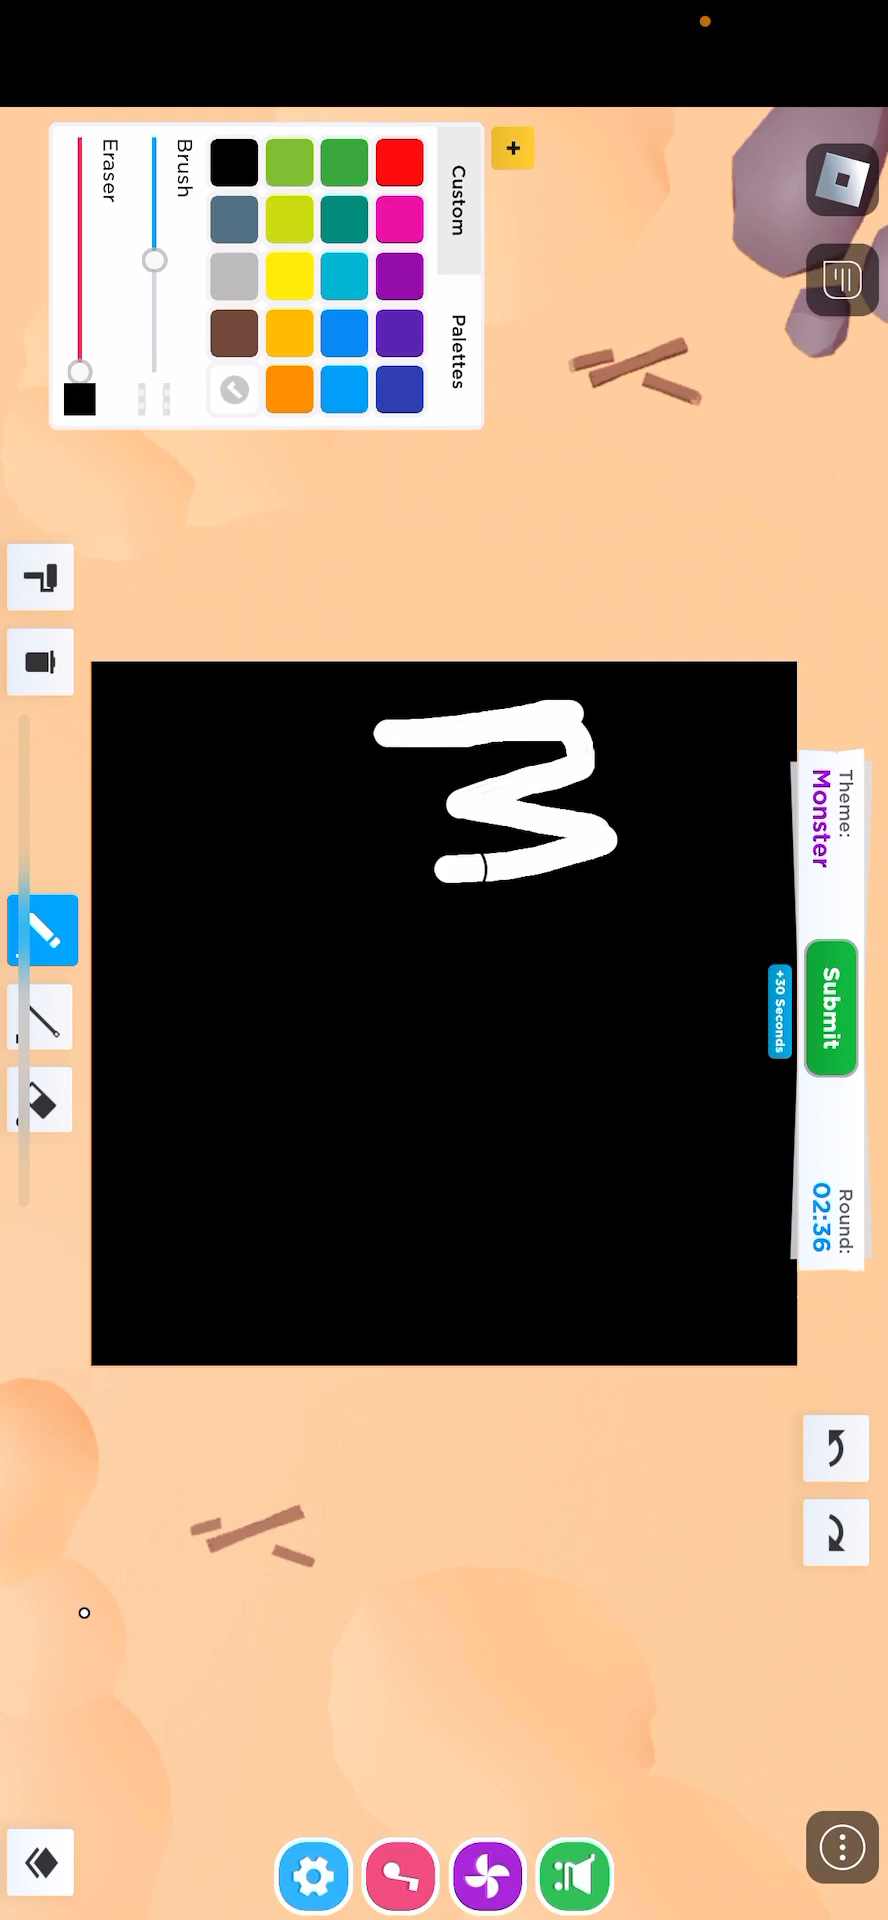 Theme:
Monster
Submit
Round:
02:36
+30 Seconds
Custom
Palettes
Brush
Eraser
+
M